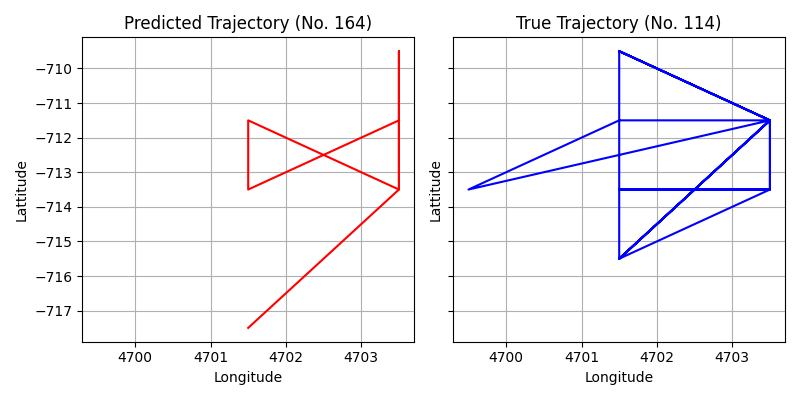 Predicted Trajectory (No. 164)
−710
−711
−712
−713
−714
−715
−716
−717
4700 4701 4702 4703
Longitude
Lattitude
True Trajectory (No. 114)
4700 4701 4702 4703
Longitude
Lattitude